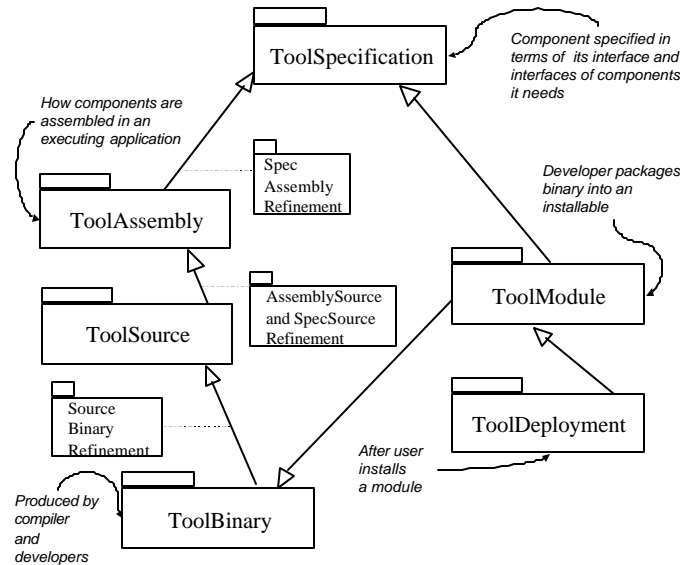 ToolSpecification
Component specified in
terms of its interface and
interfaces of components
it needs
How components are
assembled in an
executing application
Spec
Assembly
Refinement
Developer packages
binary into an
installable
ToolAssembly
ToolModule
AssemblySource
and SpecSource
Refinement
ToolSource
Source
Binary
Refinement
ToolDeployment
After user
installs
a module
Produced by
compiler
and
developers
ToolBinary